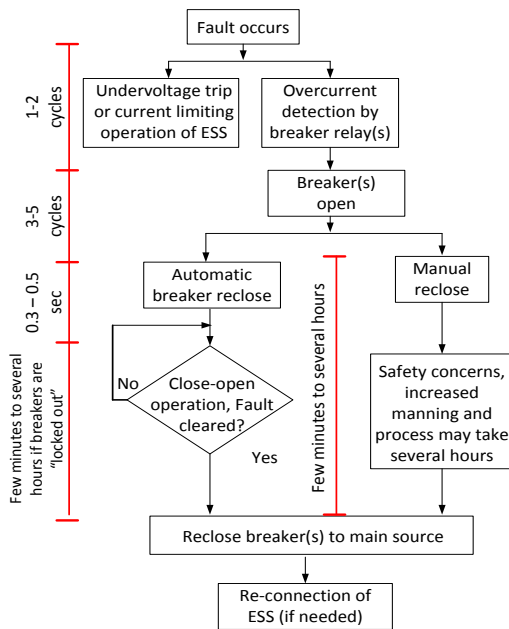 Fault occurs
1-2
cycles
Undervoltage trip
or current limiting
operation of ESS
Overcurrent
detection by
breaker relay(s)
3-5
cycles
Breaker(s)
open
0.3 – 0.5
sec
Automatic
breaker reclose
Manual
reclose
Few minutes to several
hours if breakers are
“locked out”
No
Close-open
operation, Fault
cleared?
Yes
Few minutes to several hours
Safety concerns,
increased
manning and
process may take
several hours
Reclose breaker(s) to main source
Re-connection of
ESS (if needed)